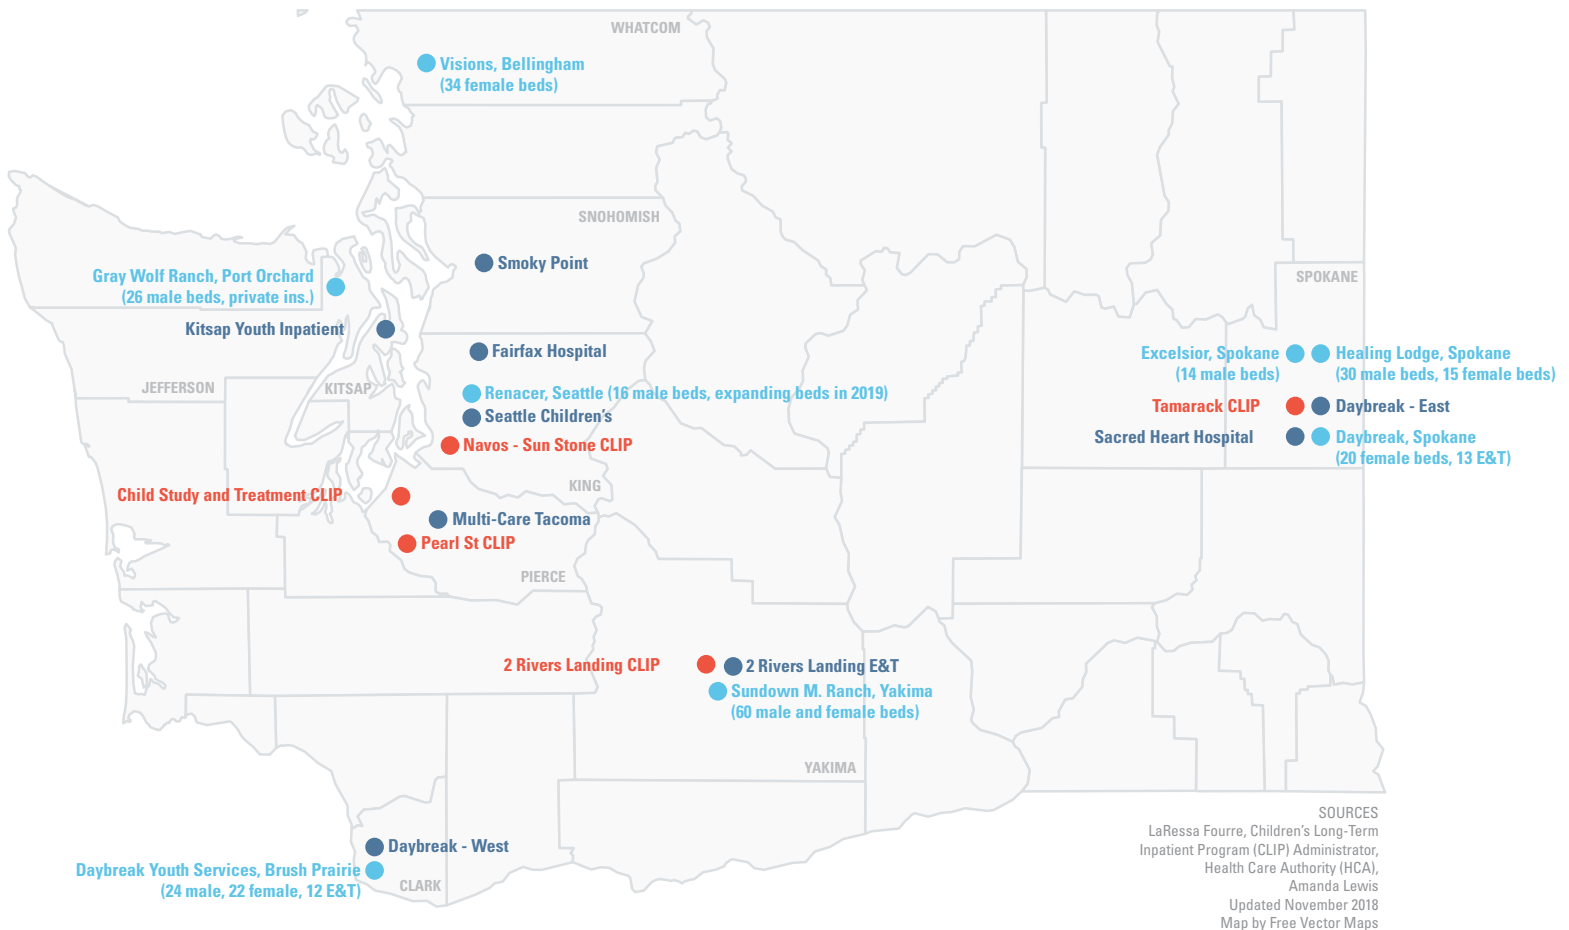 WHATCOM
Visions, Bellingham
(34 female beds)
SNOHOMISH
Smoky Point
Gray Wolf Ranch, Port Orchard
(26 male beds, private ins.)
SPOKANE
Kitsap Youth Inpatient
Fairfax Hospital
Excelsior, Spokane
(14 male beds)
Healing Lodge, Spokane
(30 male beds, 15 female beds)
JEFFERSON
KITSAP
Renacer, Seattle (16 male beds, expanding beds in 2019)
Seattle Children's
Tamarack CLIP
Daybreak - East
Navos - Sun Stone CLIP
Sacred Heart Hospital
Daybreak, Spokane
(20 female beds, 13 E&T)
KING
Child Study and Treatment CLIP
Multi-Care Tacoma
Pearl St CLIP
PIERCE
2 Rivers Landing CLIP
2 Rivers Landing E&T
Sundown M. Ranch, Yakima
(60 male and female beds)
YAKIMA
Daybreak - West
Daybreak Youth Services, Brush Prairie
(24 male, 22 female, 12 E&T)
CLARK
SOURCES
LaRessa Fourre, Children's Long-Term
Inpatient Program (CLIP) Administrator,
Health Care Authority (HCA),
Amanda Lewis
Updated November 2018
Map by Free Vector Maps